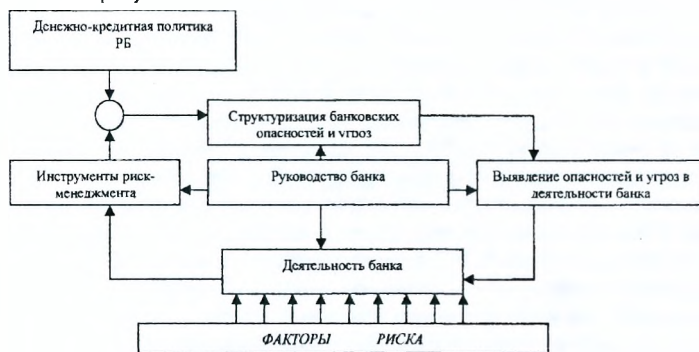 Денежно-кредитная политика
РБ
Структуризация банковских
опасностей и угроз
Инструменты риск-
менеджмента
Руководство банка
Выявление опасностей и угроз в
деятельности банка
Деятельность банка
ФАКТОРЫ РИСКА